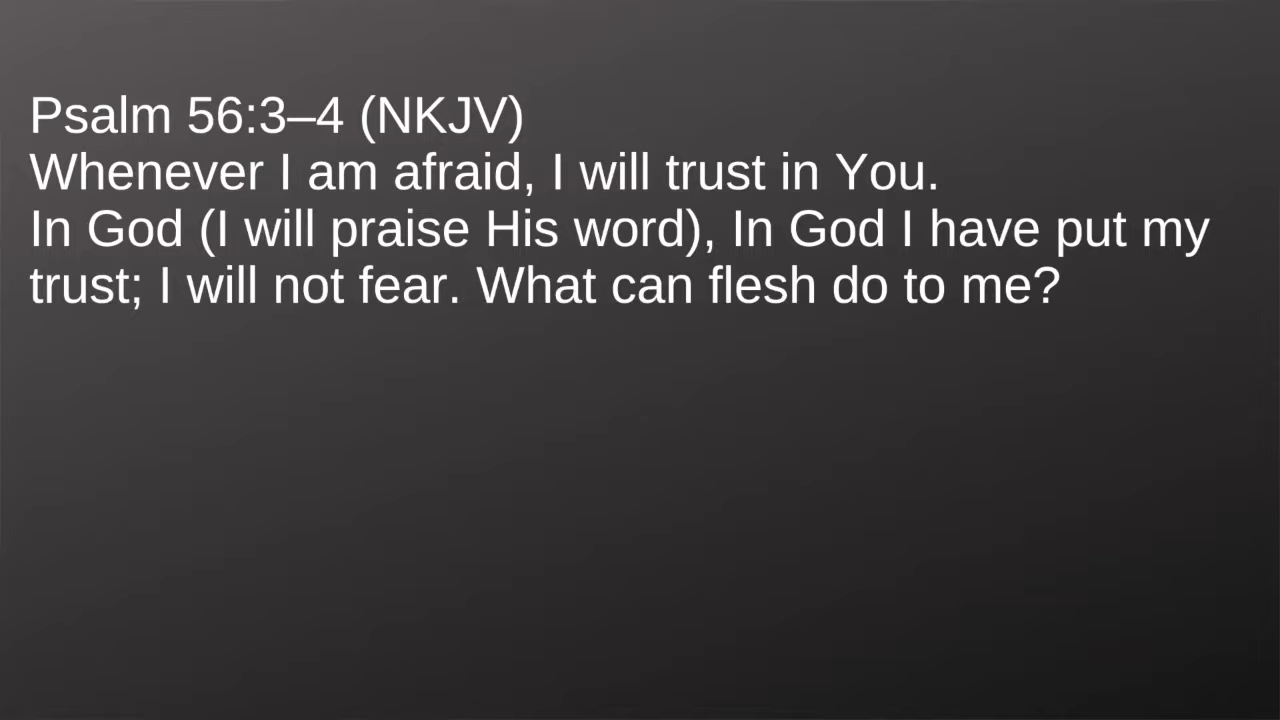 Psalm 56:3–4 (NKJV)
Whenever I am afraid, I will trust in You.
In God (I will praise His word), In God I have put my
trust; I will not fear. What can flesh do to me?